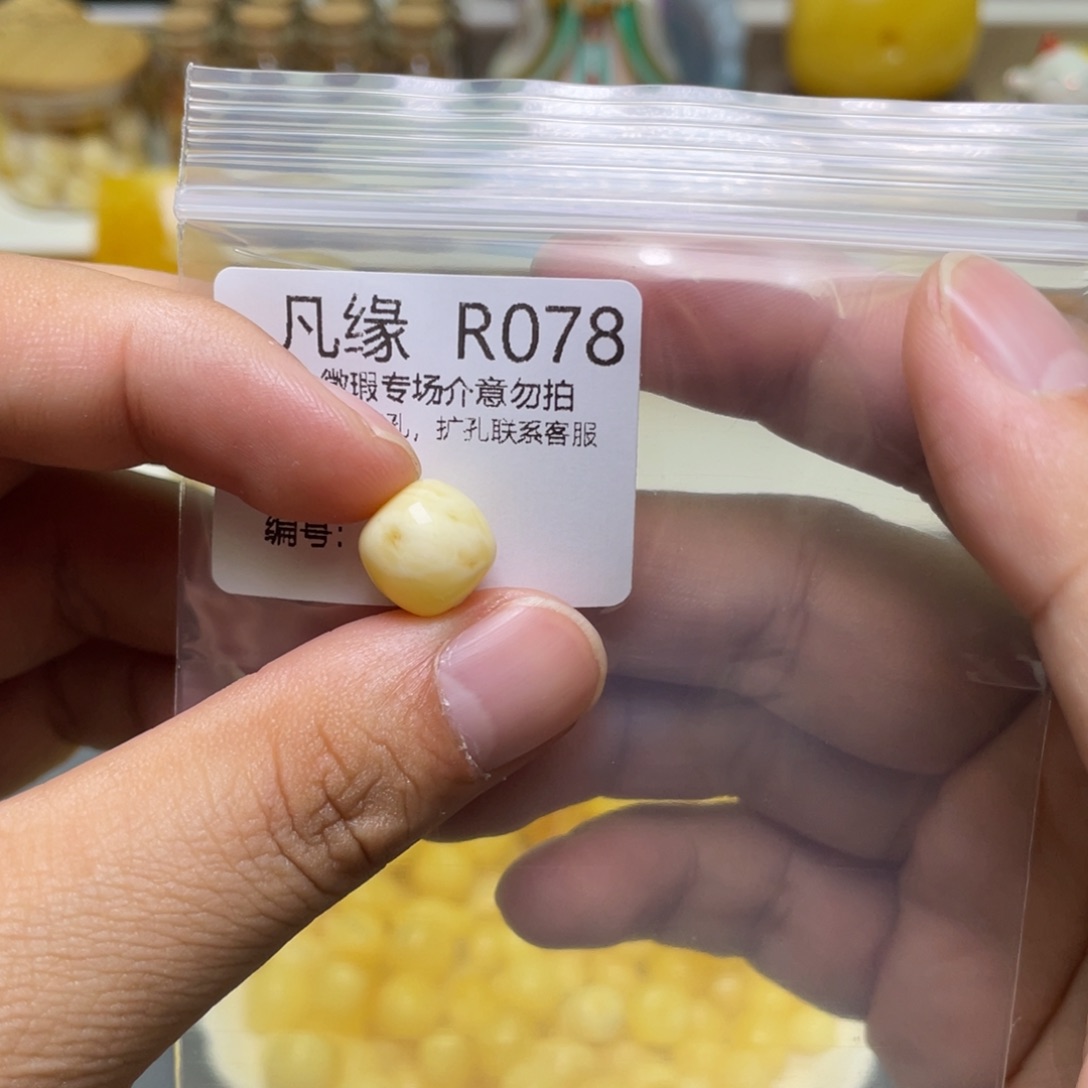 凡缘 R078
微瑕专场介意勿拍
孔，扩孔联系客服
编号：